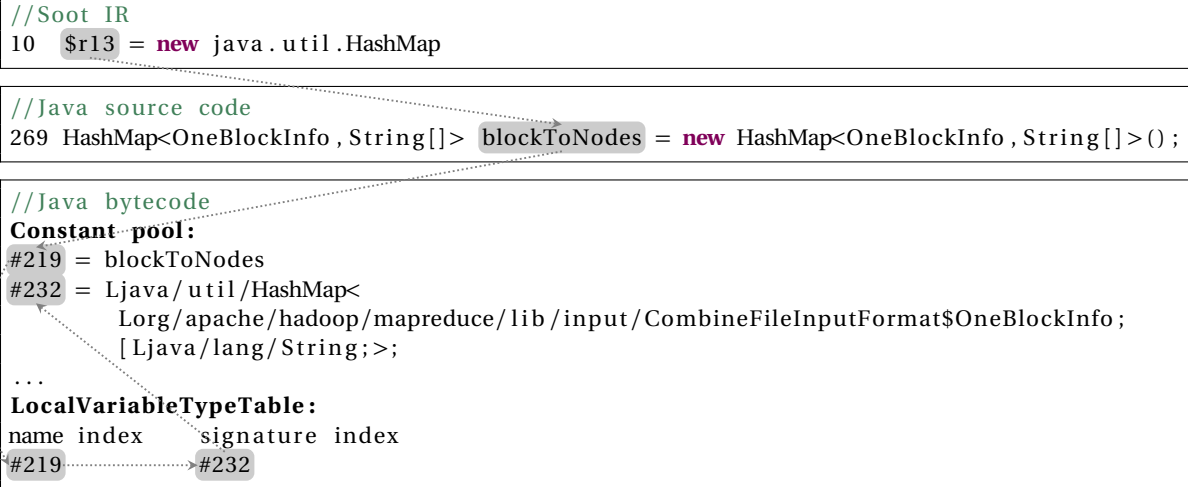 //Soot IR
10 $r13 = new java.util.HashMap
//Java source code
269 HashMap<OneBlockInfo,String[]> blockToNodes = new HashMap<OneBlockInfo,String[]>();
//Java bytecode
Constant pool:
#219 = blockToNodes
#232 = Ljava/util/HashMap<
Lorg/apache/hadoop/mapreduce/lib/input/CombineFileInputFormat$OneBlockInfo;
[Ljava/lang/String;>;
...
LocalVariableTypeTable:
name index signature index
#219 #232